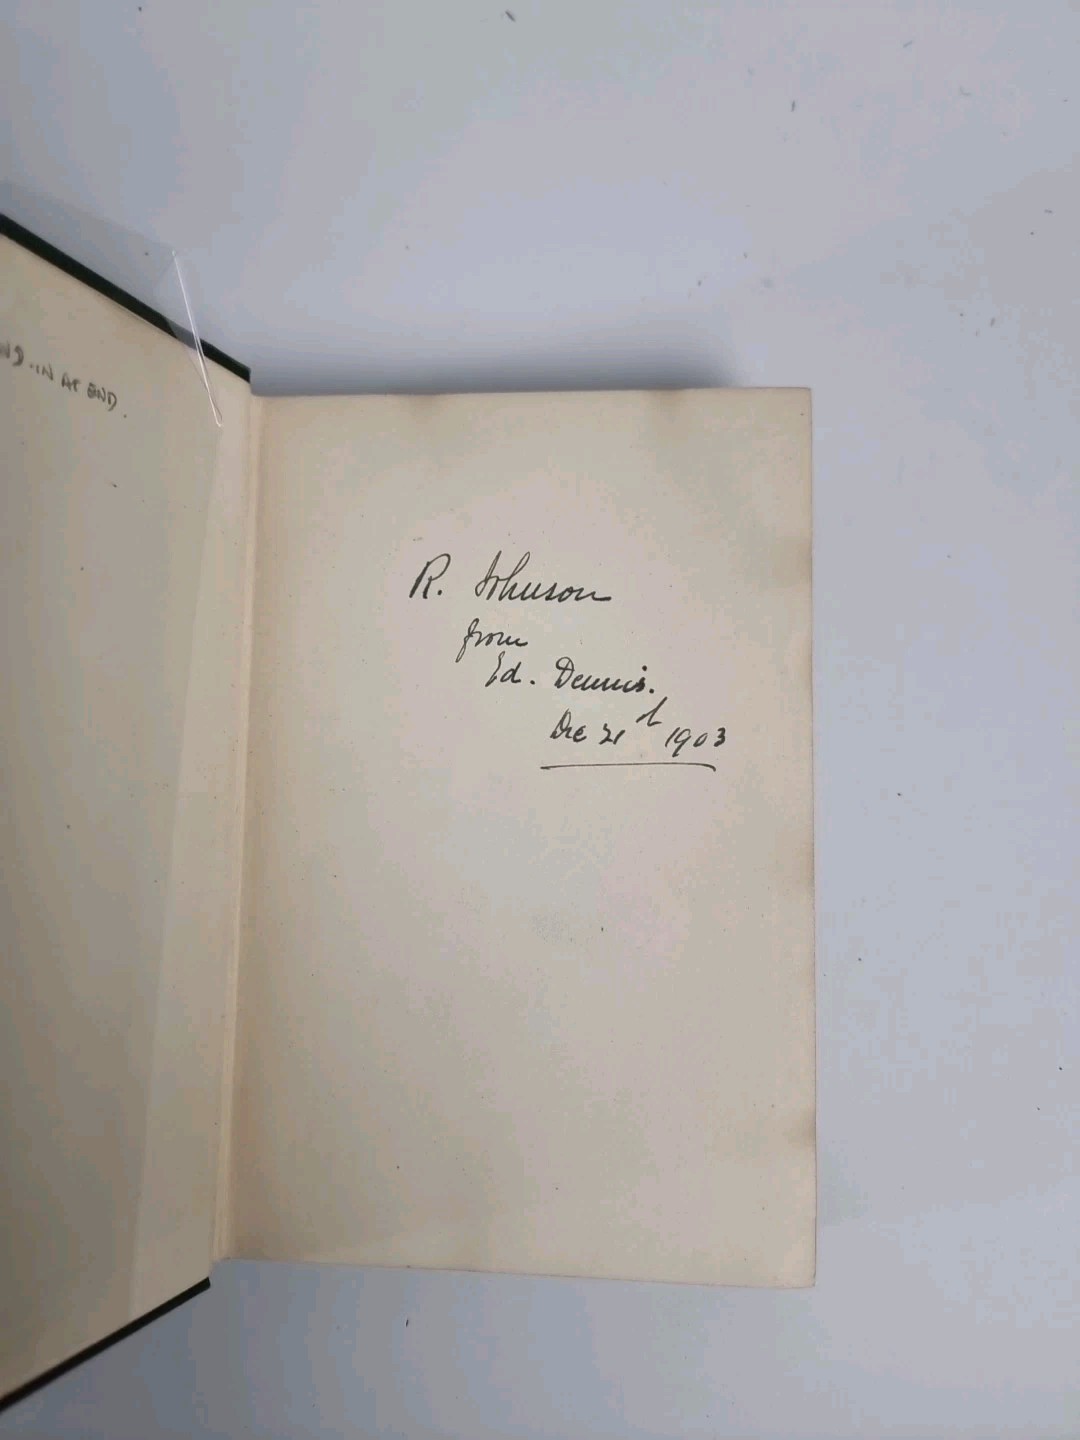 IN AT END.
R. Johnson
from
Ed. Dennis.
Dec 21st 1903